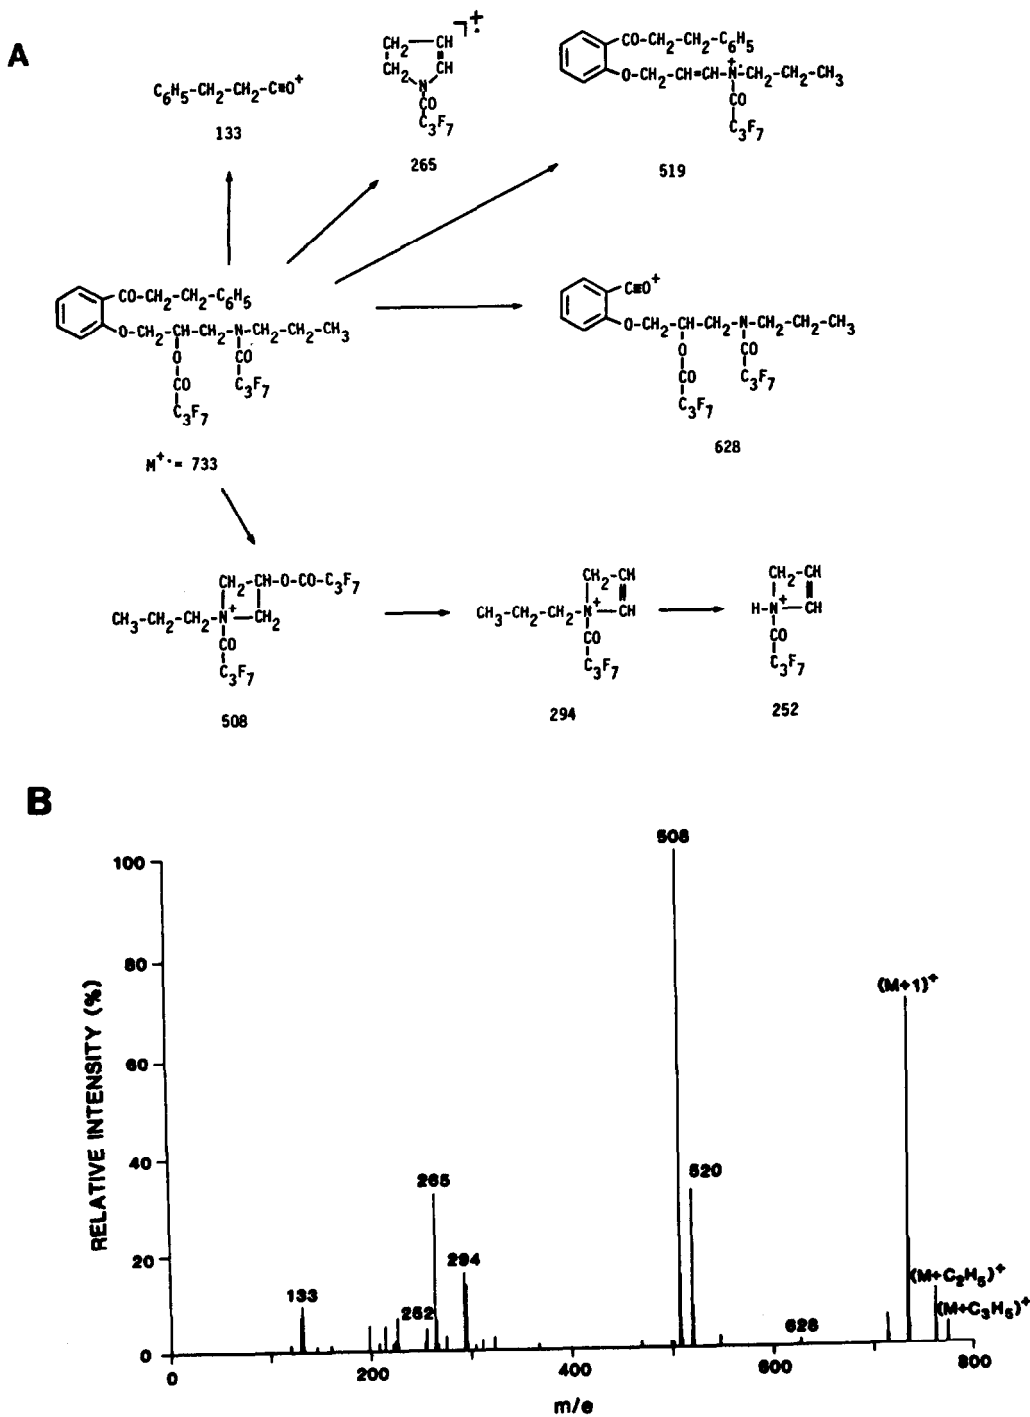 A
C6H5-CH2-CH2-C≡O+
133
CH2—CH
CH2 CH
N
CO
C3F7
+·
265
CO-CH2-CH2-C6H5
O-CH2-CH=CH-N-CH2-CH2-CH3
+·
CO
C3F7
519
CO-CH2-CH2-C6H5
O-CH2-CH-CH2-N-CH2-CH2-CH3
O CO
CO C3F7
C3F7
M+· = 733
C≡O+
O-CH2-CH-CH2-N-CH2-CH2-CH3
O CO
CO C3F7
C3F7
628
CH2-CH-O-CO-C3F7
CH3-CH2-CH2-N+—CH2
CO
C3F7
508
CH2-CH
CH3-CH2-CH2-N+—CH
CO
C3F7
294
CH2-CH
H-N+—CH
CO
C3F7
252
B
RELATIVE INTENSITY (%)
100
80
60
40
20
0
133
252
265
294
508
520
628
(M+1)+
(M+C2H5)+
(M+C3H5)+
0 200 400 600 800
m/e